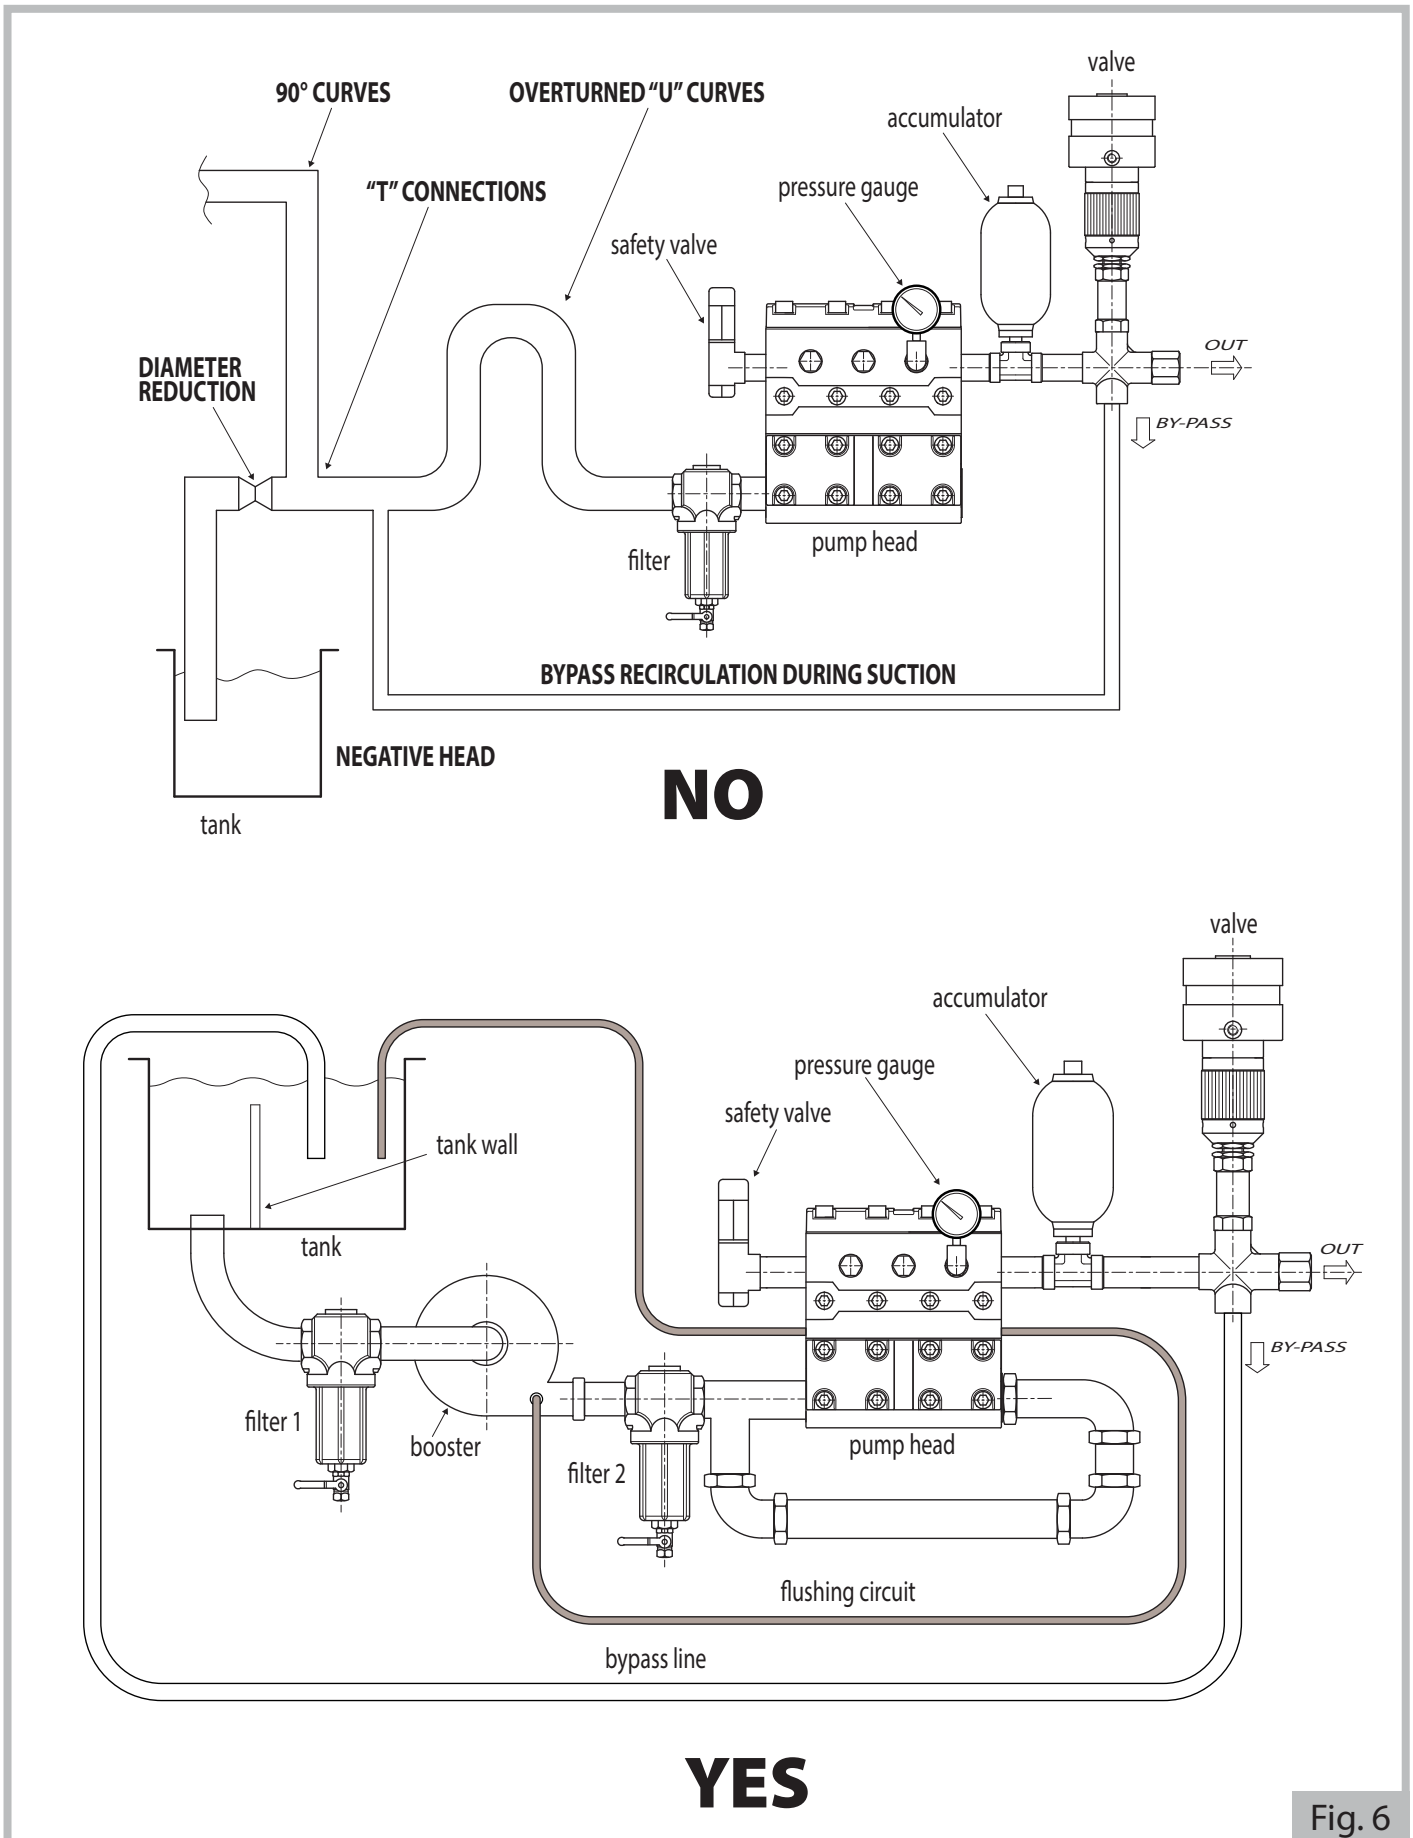 valve
90° CURVES
OVERTURNED “U” CURVES
accumulator
pressure gauge
“T” CONNECTIONS
safety valve
OUT
DIAMETER
REDUCTION
BY-PASS
pump head
filter
BYPASS RECIRCULATION DURING SUCTION
NEGATIVE HEAD
NO
tank
valve
accumulator
pressure gauge
safety valve
tank wall
tank
OUT
BY-PASS
filter 1
booster
pump head
filter 2
flushing circuit
bypass line
YES
Fig. 6